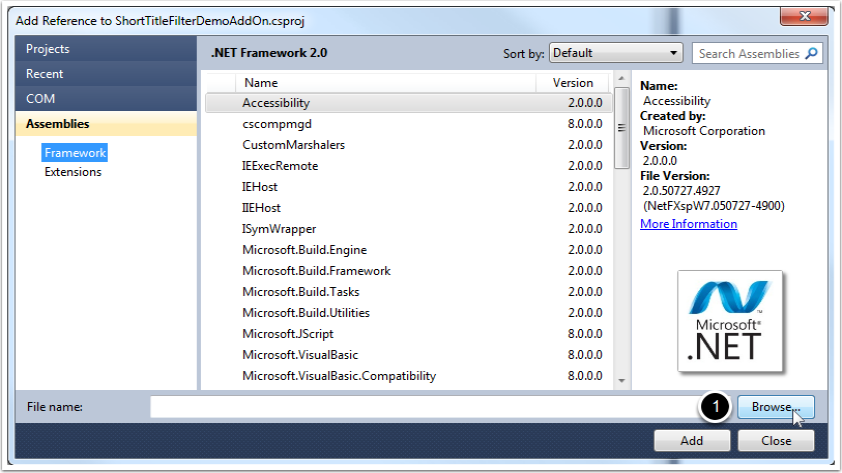 Add Reference to ShortTitleFilterDemoAddOn.csproj
Projects
Recent
COM
Assemblies
Framework
Extensions
.NET Framework 2.0
Sort by: Default
Search Assemblies
Name Version
Accessibility 2.0.0.0
cscompmgd 8.0.0.0
CustomMarshalers 2.0.0.0
IEExecRemote 2.0.0.0
IEHost 2.0.0.0
IIEHost 2.0.0.0
ISymWrapper 2.0.0.0
Microsoft.Build.Engine 2.0.0.0
Microsoft.Build.Framework 2.0.0.0
Microsoft.Build.Tasks 2.0.0.0
Microsoft.Build.Utilities 2.0.0.0
Microsoft.JScript 8.0.0.0
Microsoft.VisualBasic 8.0.0.0
Microsoft.VisualBasic.Compatibility 8.0.0.0
Name:
Accessibility
Created by:
Microsoft Corporation
Version:
2.0.0.0
File Version:
2.0.50727.4927
(NetFXspW7.050727-4900)
More Information
Microsoft®
.NET
File name:
1
Browse...
Add
Close